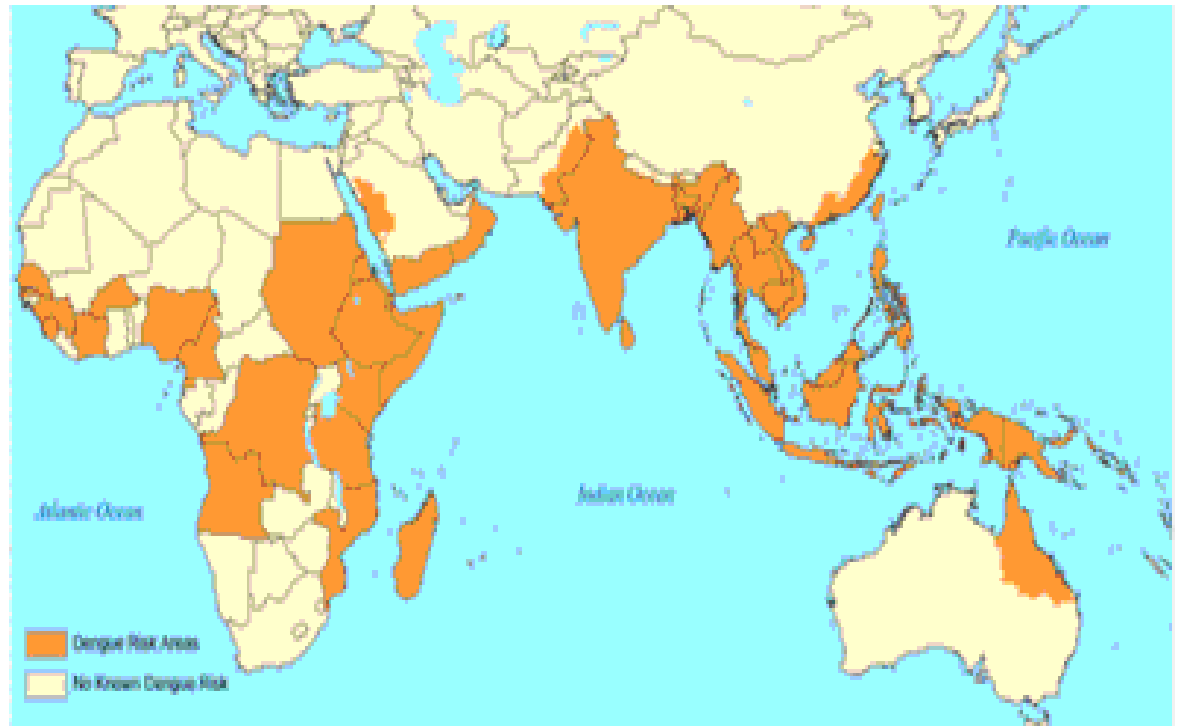 Pacific Ocean
Indian Ocean
Atlantic Ocean
Dengue Risk Areas
No Known Dengue Risk